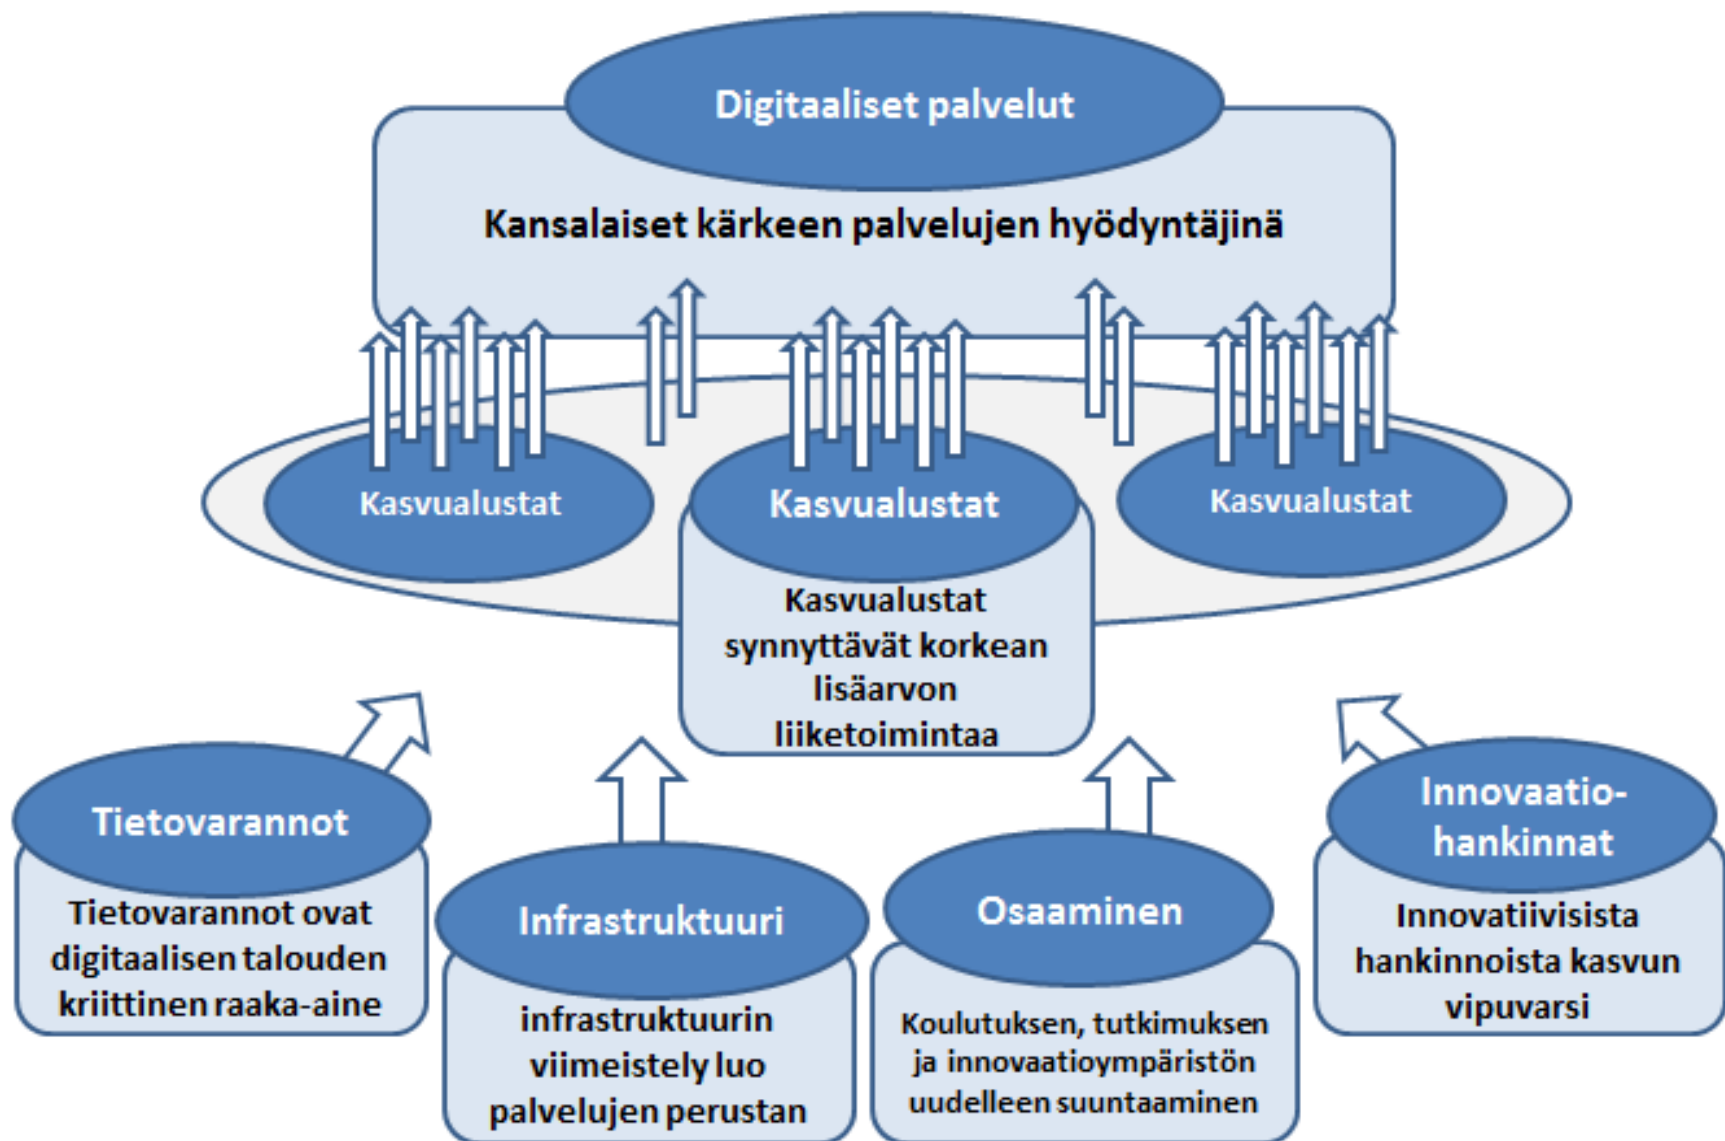 Digitaaliset palvelut
Kansalaiset kärkeen palvelujen hyödyntäjinä
Kasvualustat
Kasvualustat
Kasvualustat
Kasvualustat
synnyttävät korkean
lisäarvon
liiketoimintaa
Tietovarannot
Tietovarannot ovat
digitaalisen talouden
kriittinen raaka-aine
Infrastruktuuri
infrastruktuurin
viimeistely luo
palvelujen perustan
Osaaminen
Koulutuksen, tutkimuksen
ja innovaatioympäristön
uudelleen suuntaaminen
Innovaatio-
hankinnat
Innovatiivisista
hankinnoista kasvun
vipuvarsi